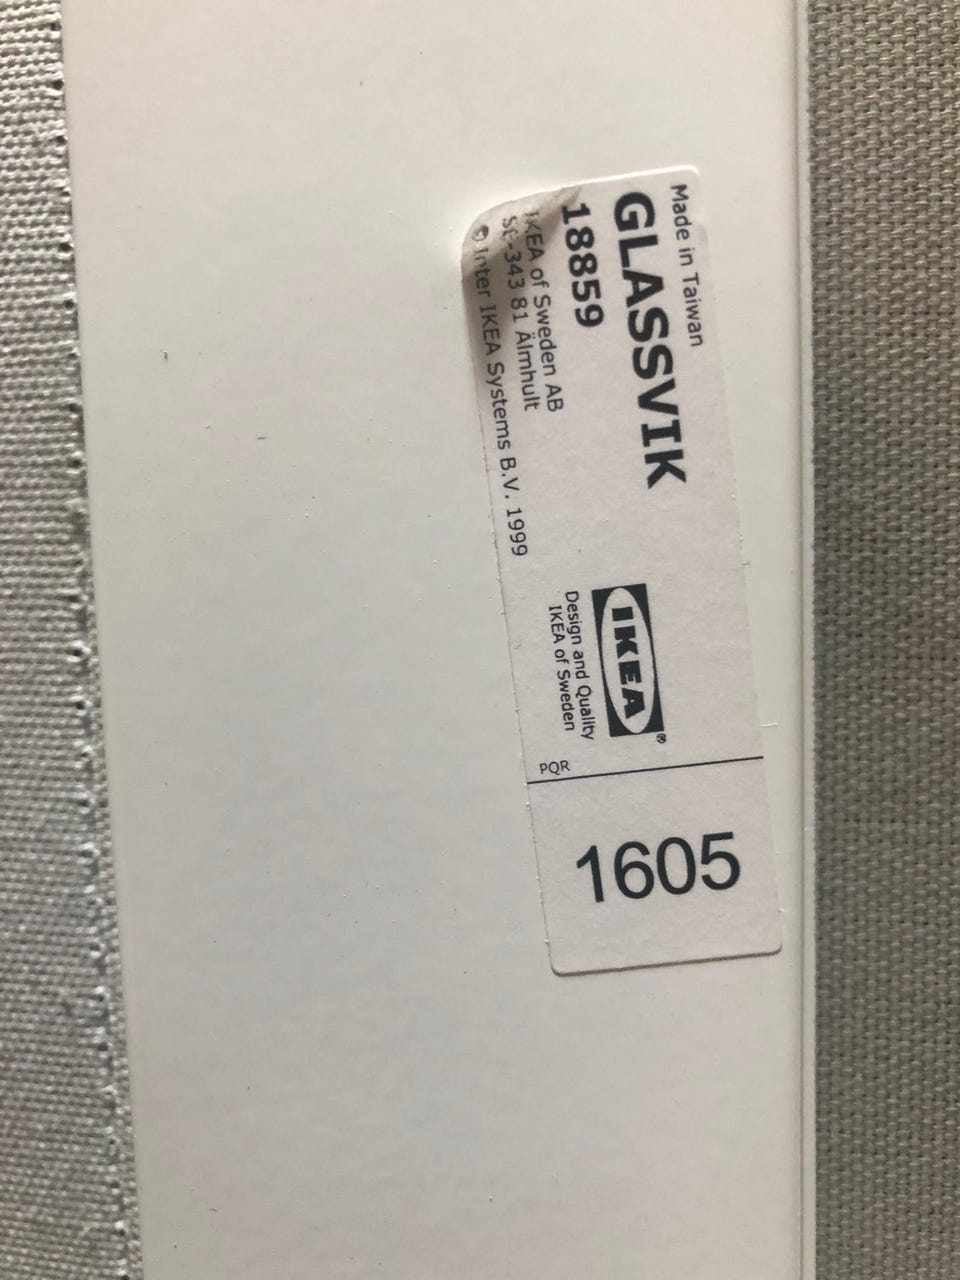 Made in Taiwan
GLASSVIK
18859
IKEA of Sweden AB
SE-343 81 Älmhult
© Inter IKEA Systems B.V. 1999
IKEA®
Design and Quality
IKEA of Sweden
PQR
1605